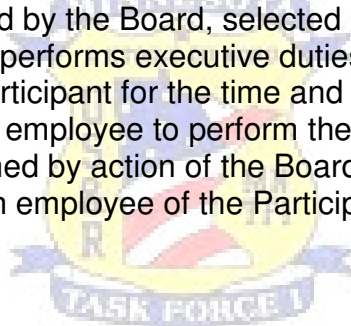 d by the Board, selected
performs executive duties
rticipant for the time and
employee to perform the
ned by action of the Board
n employee of the Particip
TASK FORCE 1